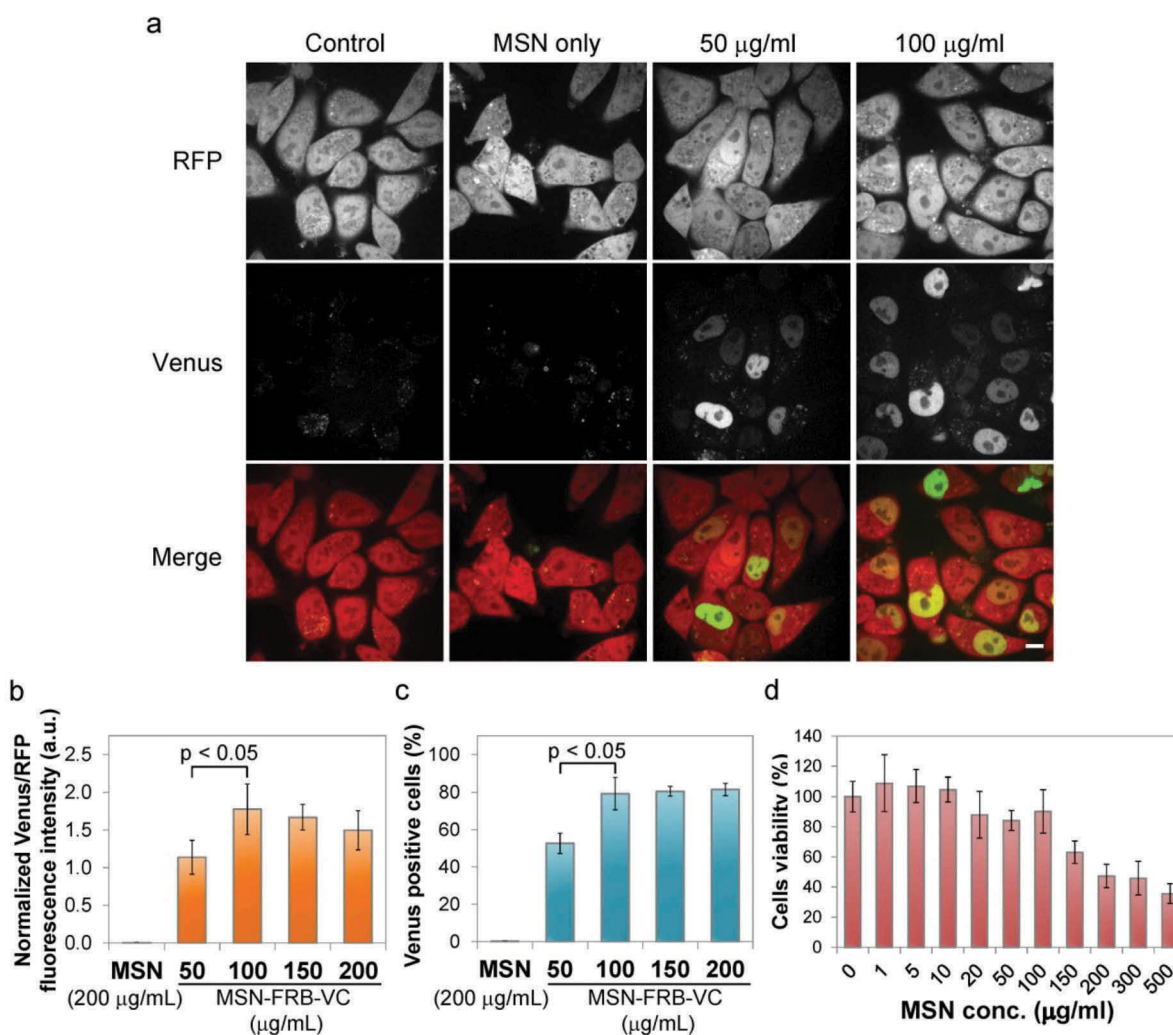 a
Control MSN only 50 μg/ml 100 μg/ml
RFP
Venus
Merge
b
Normalized Venus/RFP
fluorescence intensity (a.u.)
2.5
2.0
1.5
1.0
0.5
0.0
p < 0.05
MSN 50 100 150 200
(200 μg/mL) MSN-FRB-VC
(μg/mL)
c
Venus positive cells (%)
100
80
60
40
20
0
p < 0.05
MSN 50 100 150 200
(200 μg/mL) MSN-FRB-VC
(μg/mL)
d
Cells viability (%)
140
120
100
80
60
40
20
0
0 1 5 10 20 50 100 150 200 300 500
MSN conc. (μg/ml)